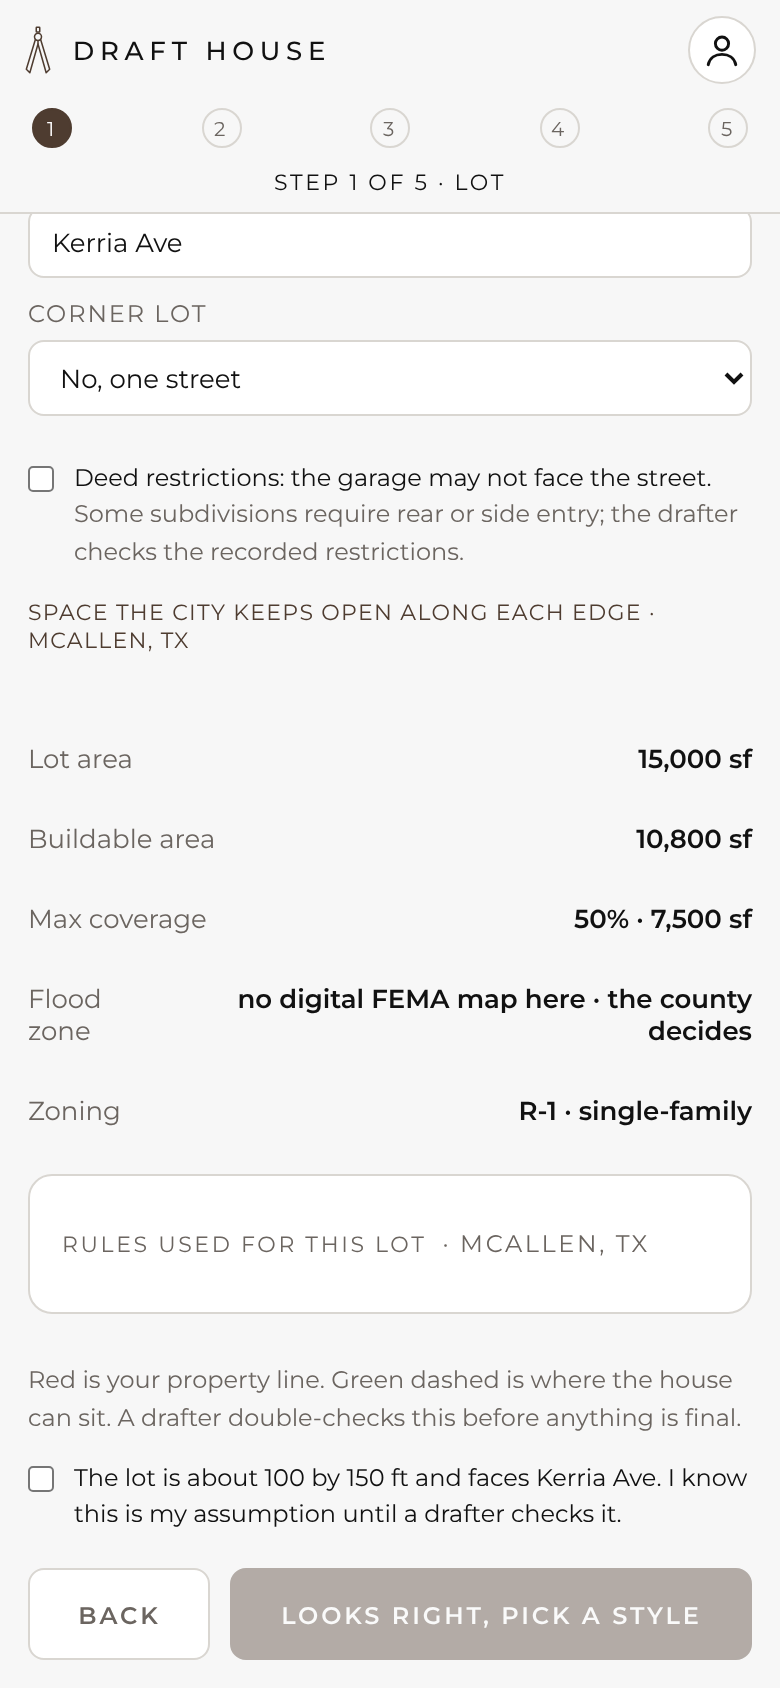 DRAFT HOUSE
1 2 3 4 5
STEP 1 OF 5 · LOT
Kerria Ave
CORNER LOT
No, one street
Deed restrictions: the garage may not face the street.
Some subdivisions require rear or side entry; the drafter
checks the recorded restrictions.
SPACE THE CITY KEEPS OPEN ALONG EACH EDGE ·
MCALLEN, TX
Lot area 15,000 sf
Buildable area 10,800 sf
Max coverage 50% · 7,500 sf
Flood zone no digital FEMA map here · the county
decides
Zoning R-1 · single-family
RULES USED FOR THIS LOT · MCALLEN, TX
Red is your property line. Green dashed is where the house
can sit. A drafter double-checks this before anything is final.
The lot is about 100 by 150 ft and faces Kerria Ave. I know
this is my assumption until a drafter checks it.
BACK LOOKS RIGHT, PICK A STYLE